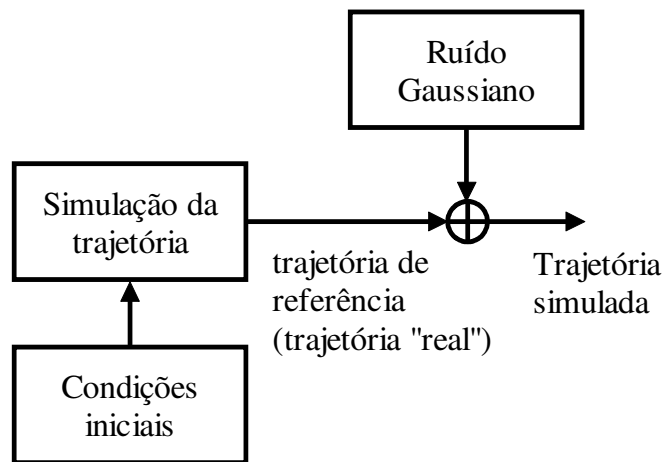 Ruído
Gaussiano
Simulação da
trajetória
trajetória de
referência
(trajetória "real")
Trajetória
simulada
Condições
iniciais